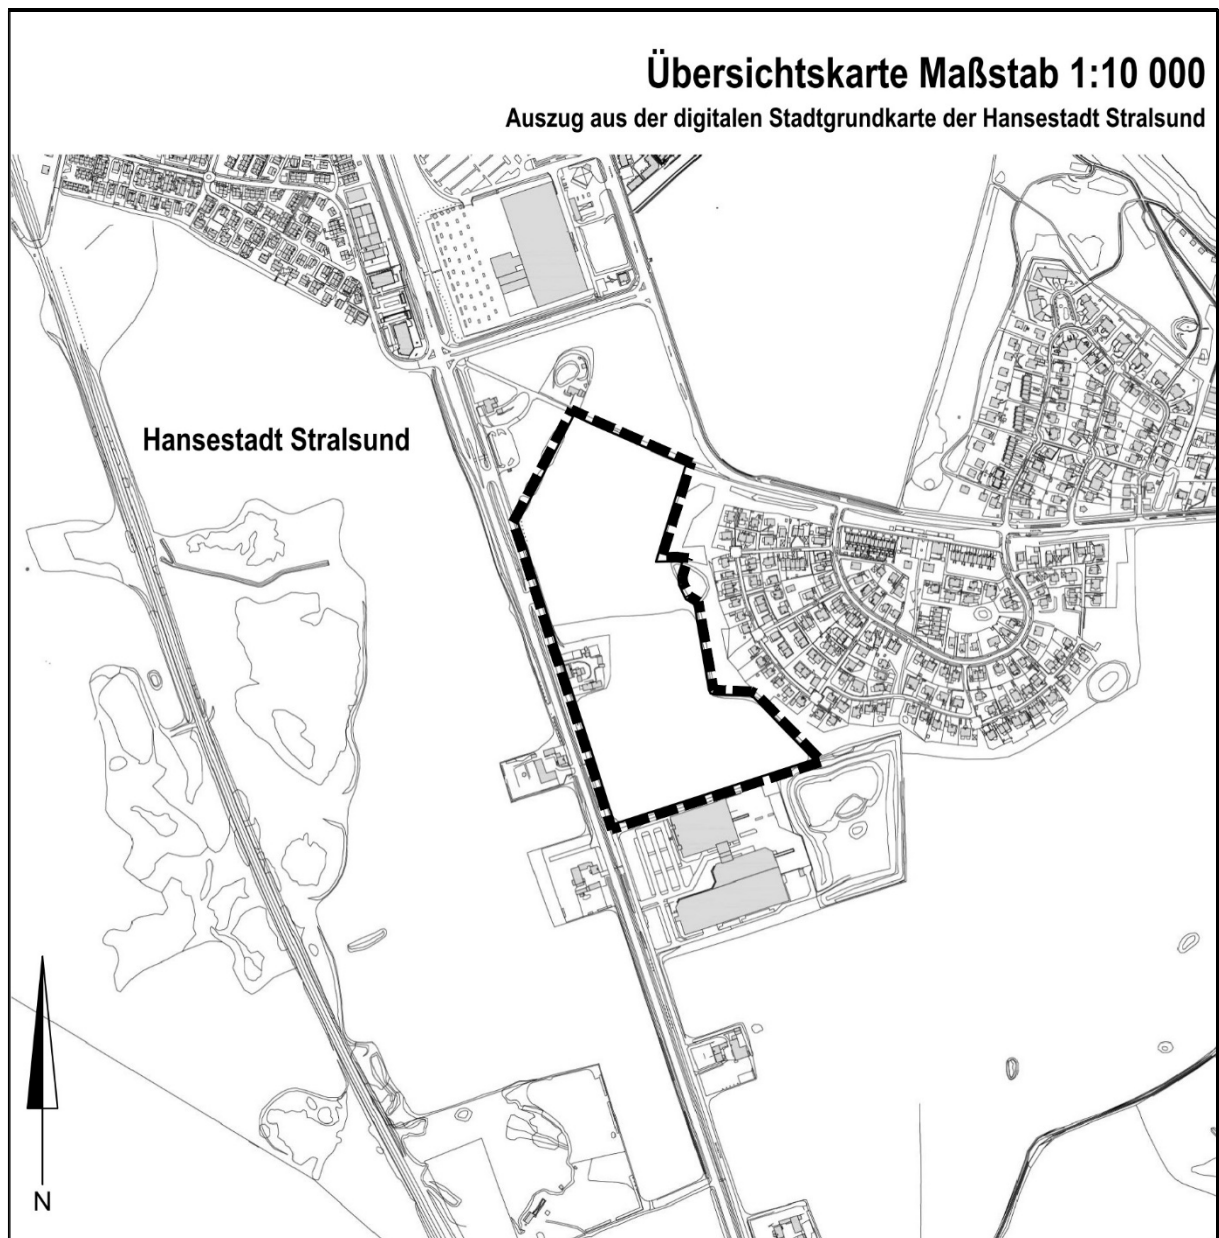 Übersichtskarte Maßstab 1:10 000
Auszug aus der digitalen Stadtgrundkarte der Hansestadt Stralsund
Hansestadt Stralsund
N